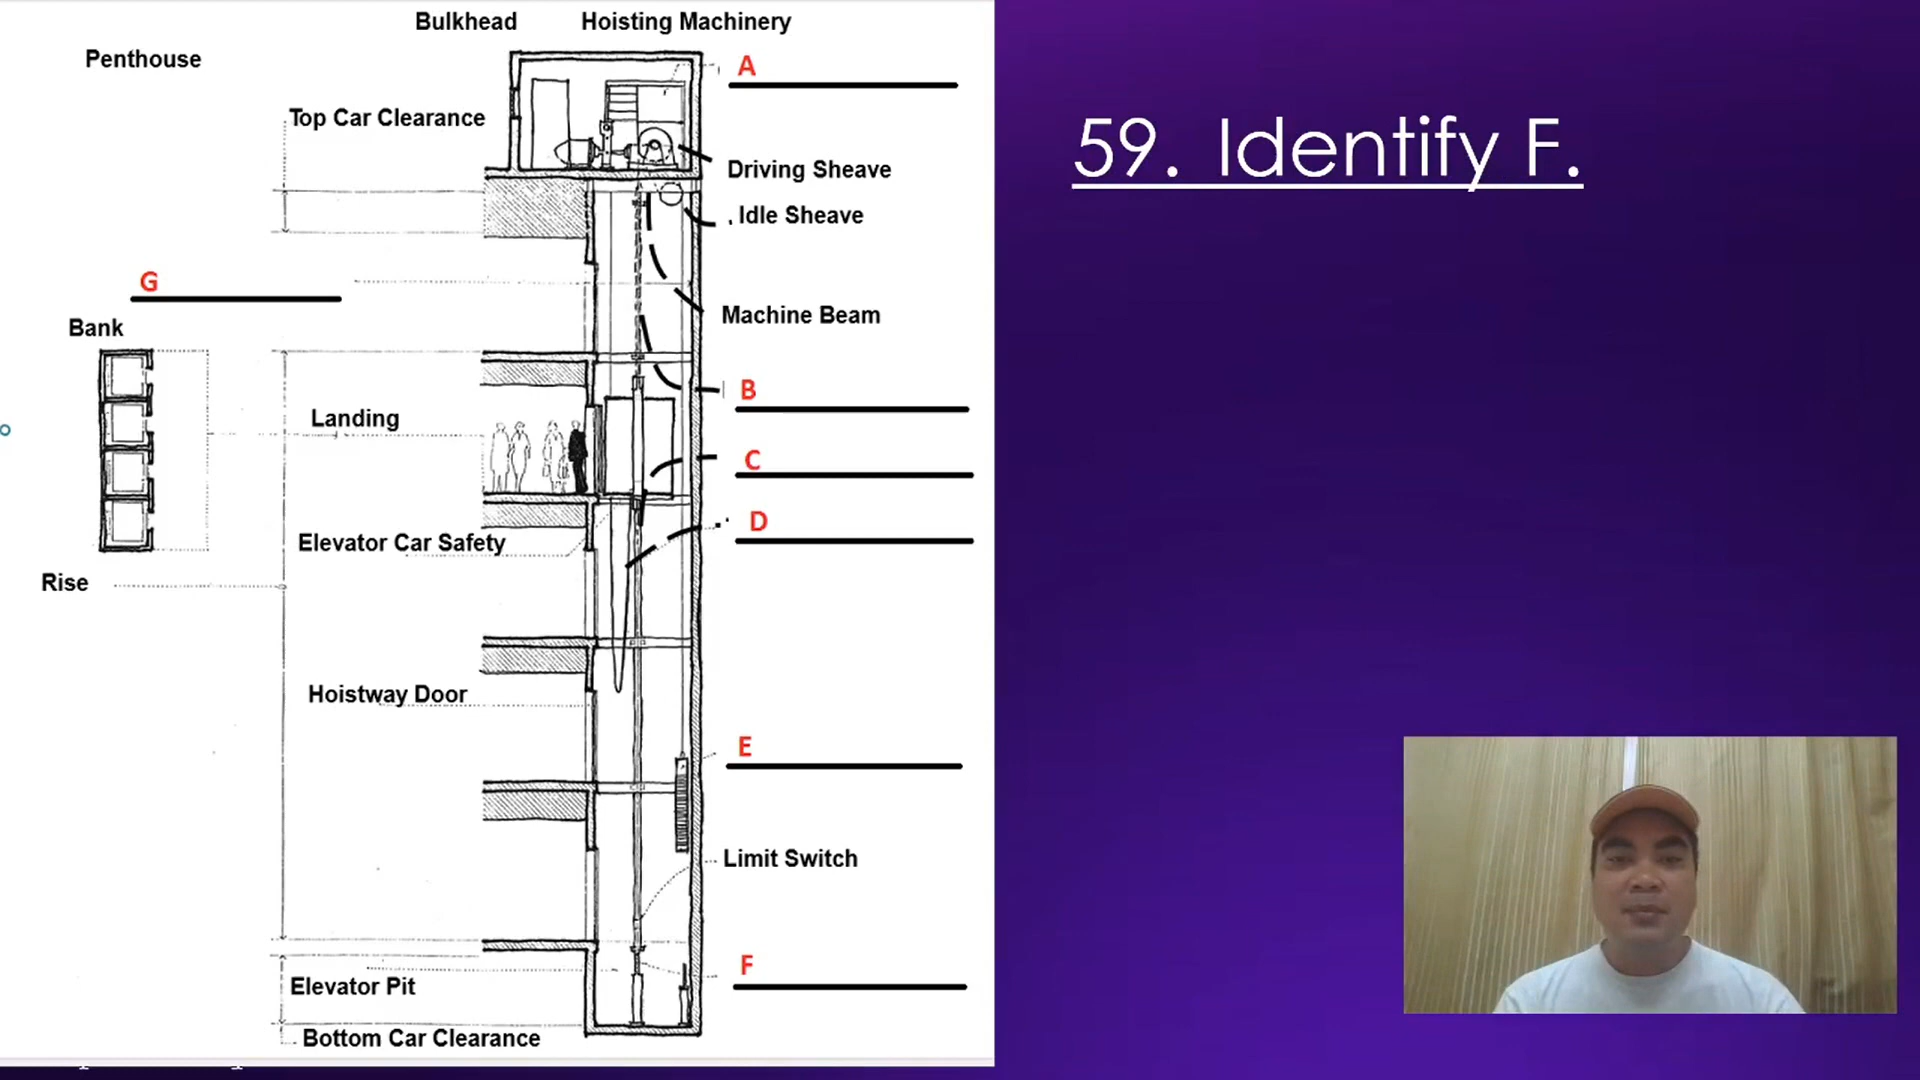 Bulkhead
Hoisting Machinery
Penthouse
A
Top Car Clearance
Driving Sheave
Idle Sheave
G
Machine Beam
Bank
B
Landing
C
D
Elevator Car Safety
Rise
Hoistway Door
E
Limit Switch
F
Elevator Pit
Bottom Car Clearance
59. Identify F.